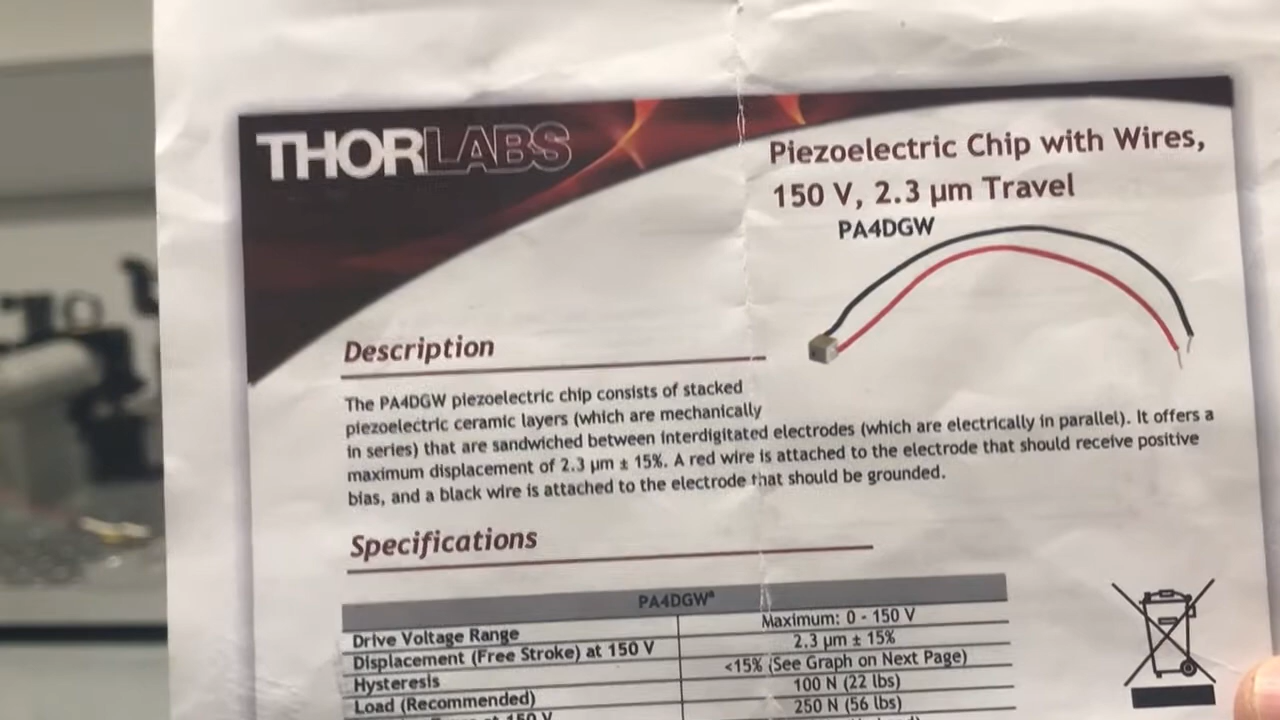 THORLABS
Piezoelectric Chip with Wires,
150 V, 2.3 µm Travel
PA4DGW
Description
The PA4DGW piezoelectric chip consists of stacked
piezoelectric ceramic layers (which are mechanically
in series) that are sandwiched between interdigitated electrodes (which are electrically in parallel). It offers a
maximum displacement of 2.3 µm ± 15%. A red wire is attached to the electrode that should receive positive
bias, and a black wire is attached to the electrode that should be grounded.
Specifications
PA4DGWª
Drive Voltage Range Maximum: 0 - 150 V
Displacement (Free Stroke) at 150 V 2.3 µm ± 15%
Hysteresis <15% (See Graph on Next Page)
Load (Recommended) 100 N (22 lbs)
at 150 V 250 N (56 lbs)